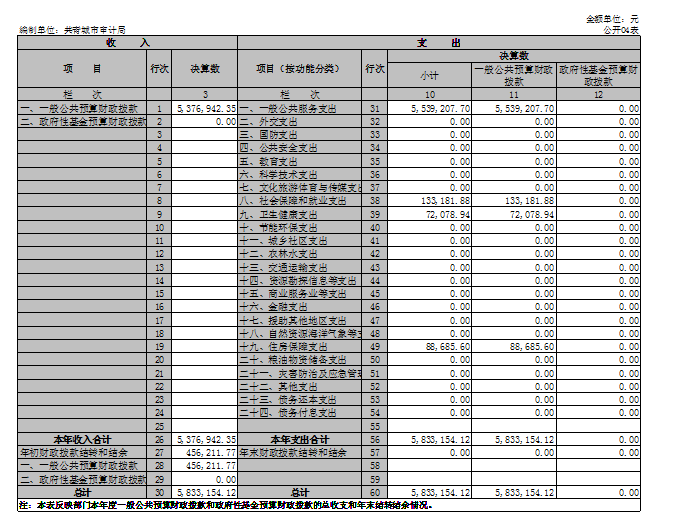 金额单位：元
编制单位：共青城市审计局 公开04表
收 入 支 出
项 目 行次 决算数 项目（按功能分类） 行次 决算数
小计 一般公共预算财政拨款 政府性基金预算财政拨款
栏 次 3 栏 次 10 11 12
一、一般公共预算财政拨款 1 5,376,942.35 一、一般公共服务支出 31 5,539,207.70 5,539,207.70 0.00
二、政府性基金预算财政拨款 2 0.00 二、外交支出 32 0.00 0.00 0.00
3 三、国防支出 33 0.00 0.00 0.00
4 四、公共安全支出 34 0.00 0.00 0.00
5 五、教育支出 35 0.00 0.00 0.00
6 六、科学技术支出 36 0.00 0.00 0.00
7 七、文化旅游体育与传媒支出 37 0.00 0.00 0.00
8 八、社会保障和就业支出 38 133,181.88 133,181.88 0.00
9 九、卫生健康支出 39 72,078.94 72,078.94 0.00
10 十、节能环保支出 40 0.00 0.00 0.00
11 十一、城乡社区支出 41 0.00 0.00 0.00
12 十二、农林水支出 42 0.00 0.00 0.00
13 十三、交通运输支出 43 0.00 0.00 0.00
14 十四、资源勘探信息等支出 44 0.00 0.00 0.00
15 十五、商业服务业等支出 45 0.00 0.00 0.00
16 十六、金融支出 46 0.00 0.00 0.00
17 十七、援助其他地区支出 47 0.00 0.00 0.00
18 十八、自然资源海洋气象等 48 0.00 0.00 0.00
19 十九、住房保障支出 49 88,685.60 88,685.60 0.00
20 二十、粮油物资储备支出 50 0.00 0.00 0.00
21 二十一、灾害防治及应急管 51 0.00 0.00 0.00
22 二十二、其他支出 52 0.00 0.00 0.00
23 二十三、债务还本支出 53 0.00 0.00 0.00
24 二十四、债务付息支出 54 0.00 0.00 0.00
25 55
本年收入合计 26 5,376,942.35 本年支出合计 56 5,833,154.12 5,833,154.12 0.00
年初财政拨款结转和结余 27 456,211.77 年末财政拨款结转和结余 57 0.00 0.00 0.00
一、一般公共预算财政拨款 28 456,211.77 58
二、政府性基金预算财政拨款 29 0.00 59
总计 30 5,833,154.12 总计 60 5,833,154.12 5,833,154.12 0.00
注：本表反映部门本年度一般公共预算财政拨款和政府性基金预算财政拨款的总收支和年末结转结余情况。